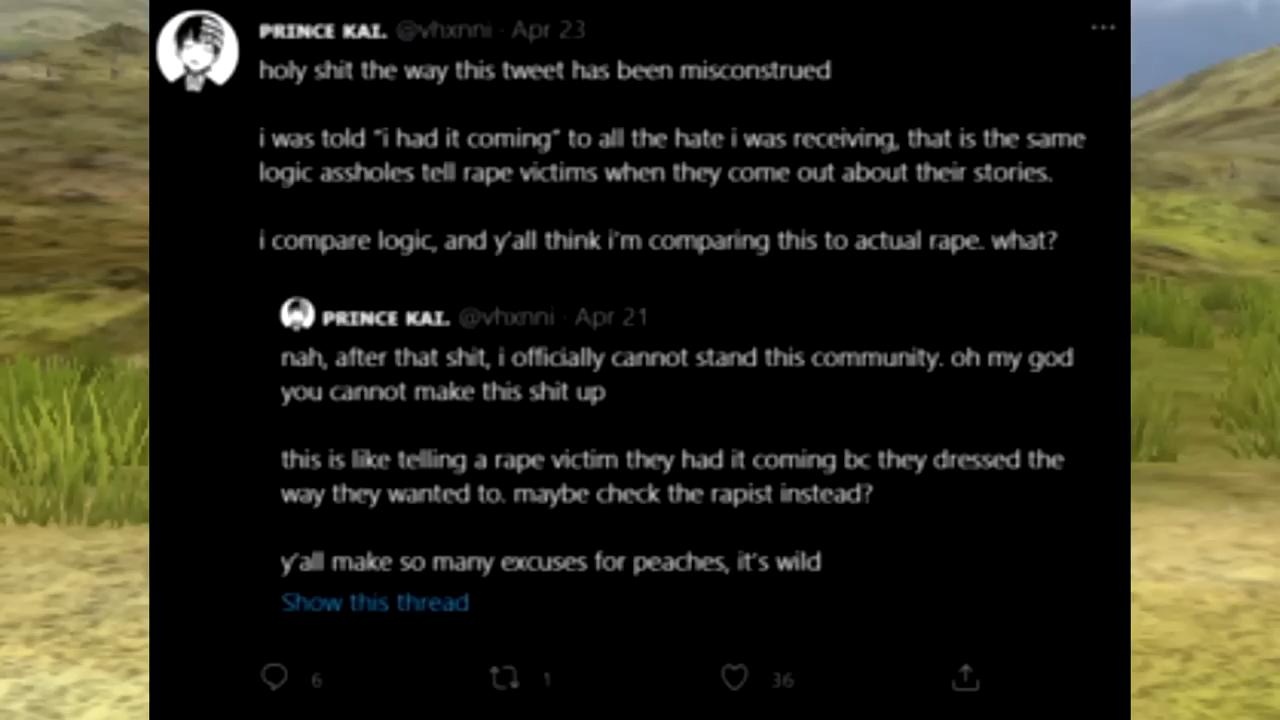 PRINCE KAI. @vhxnni · Apr 23
holy shit the way this tweet has been misconstrued
i was told "i had it coming" to all the hate i was receiving, that is the same
logic assholes tell rape victims when they come out about their stories.
i compare logic, and y'all think i'm comparing this to actual rape. what?
PRINCE KAI. @vhxnni · Apr 21
nah, after that shit, i officially cannot stand this community. oh my god
you cannot make this shit up
this is like telling a rape victim they had it coming bc they dressed the
way they wanted to. maybe check the rapist instead?
y'all make so many excuses for peaches, it's wild
Show this thread
6 1 36